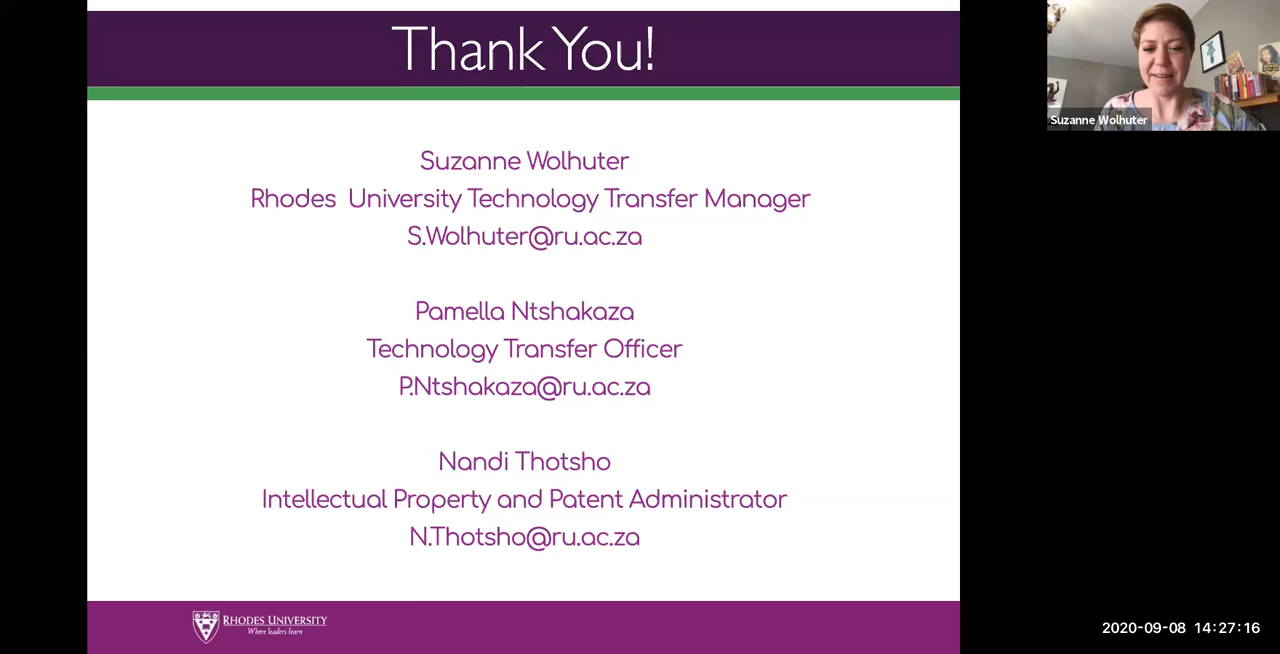 Thank You!
Suzanne Wolhuter
Rhodes University Technology Transfer Manager
S.Wolhuter@ru.ac.za
Pamella Ntshakaza
Technology Transfer Officer
P.Ntshakaza@ru.ac.za
Nandi Thotsho
Intellectual Property and Patent Administrator
N.Thotsho@ru.ac.za
RHODES UNIVERSITY
Where leaders learn
Suzanne Wolhuter
2020-09-08 14:27:16